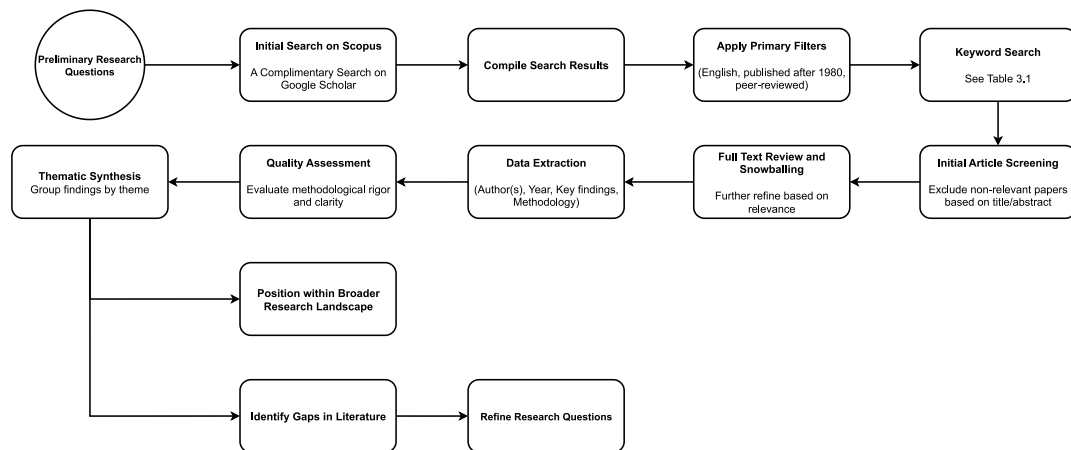 Preliminary Research
Questions
Initial Search on Scopus
A Complimentary Search on
Google Scholar
Compile Search Results
Apply Primary Filters
(English, published after 1980,
peer-reviewed)
Keyword Search
See Table 3.1
Initial Article Screening
Exclude non-relevant papers
based on title/abstract
Full Text Review and
Snowballing
Further refine based on
relevance
Data Extraction
(Author(s), Year, Key findings,
Methodology)
Quality Assessment
Evaluate methodological rigor
and clarity
Thematic Synthesis
Group findings by theme
Position within Broader
Research Landscape
Identify Gaps in Literature
Refine Research Questions